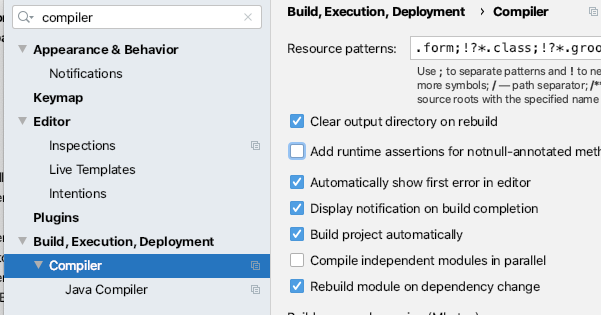 compiler
Appearance & Behavior
Notifications
Keymap
Editor
Inspections
Live Templates
Intentions
Plugins
Build, Execution, Deployment
Compiler
Java Compiler
Build, Execution, Deployment › Compiler
Resource patterns: .form;!?*.class;!?*.groo
Use ; to separate patterns and ! to ne
more symbols; / — path separator; /**
source roots with the specified name
Clear output directory on rebuild
Add runtime assertions for notnull-annotated meth
Automatically show first error in editor
Display notification on build completion
Build project automatically
Compile independent modules in parallel
Rebuild module on dependency change